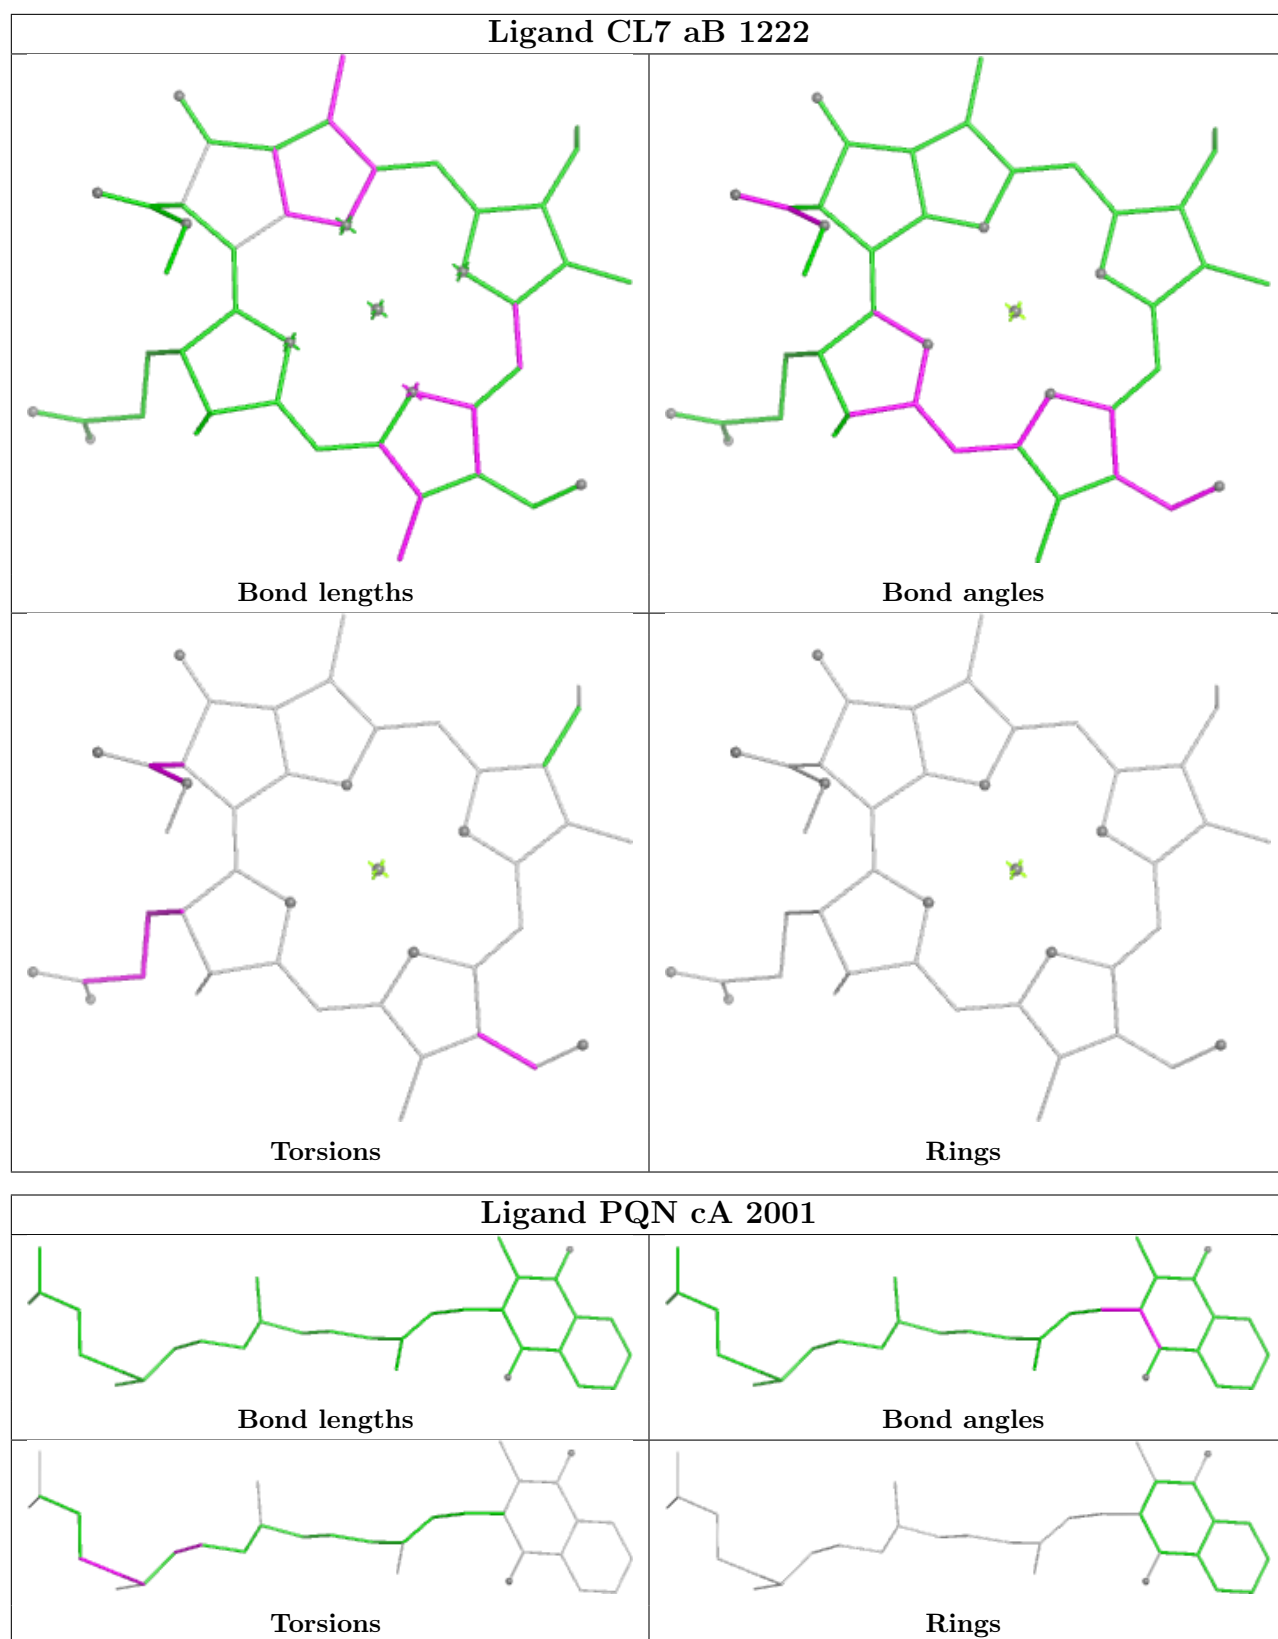 Ligand CL7 aB 1222
Bond lengths
Bond angles
Torsions
Rings
Ligand PQN cA 2001
Bond lengths
Bond angles
Torsions
Rings